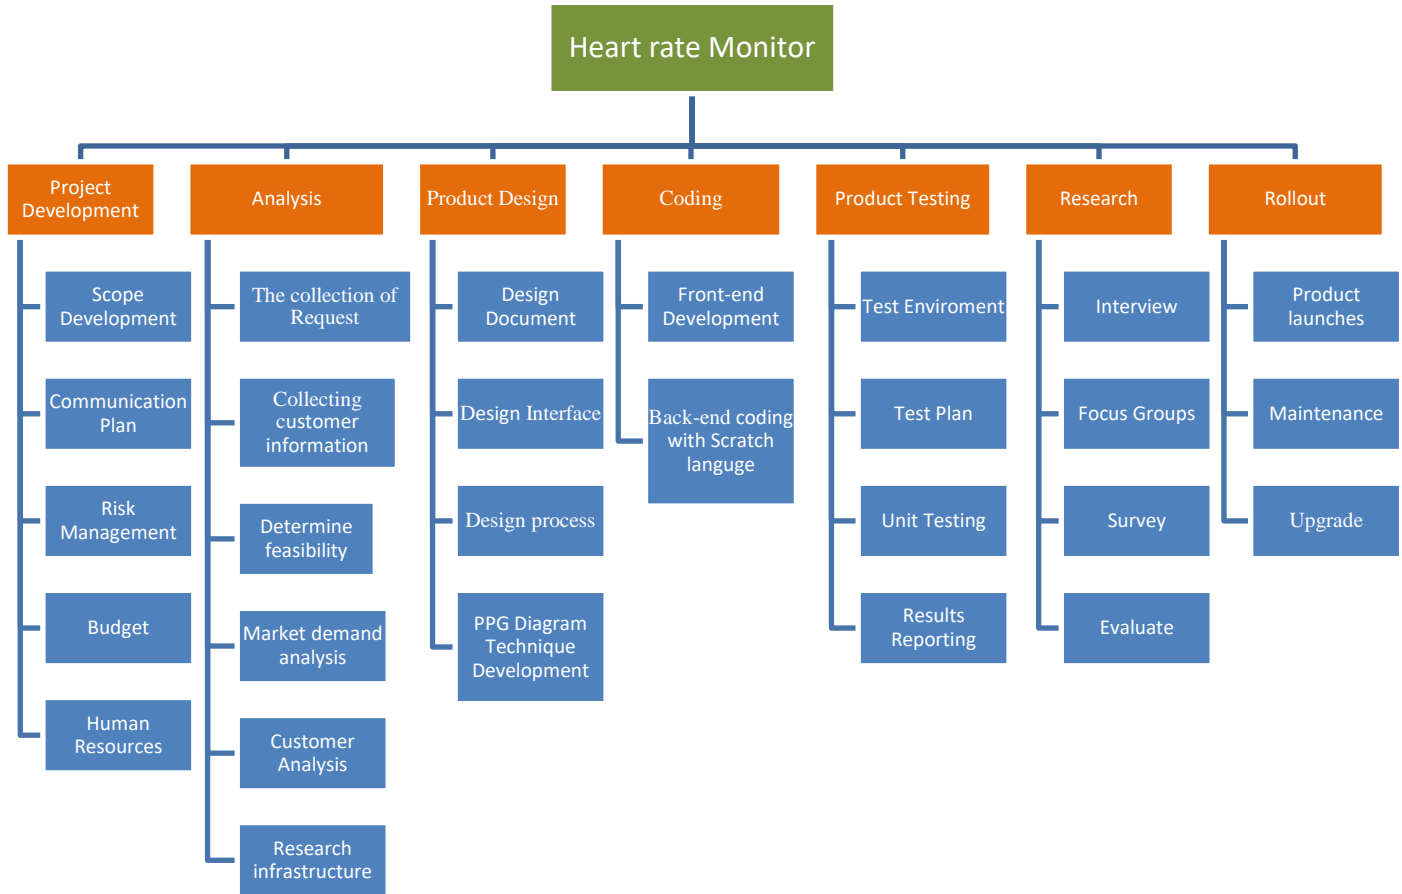 Heart rate Monitor
Project
Development
Analysis
Product Design
Coding
Product Testing
Research
Rollout
Scope
Development
Communication
Plan
Risk
Management
Budget
Human
Resources
The collection of
Request
Collecting
customer
information
Determine
feasibility
Market demand
analysis
Customer
Analysis
Research
infrastructure
Design
Document
Design Interface
Design process
PPG Diagram
Technique
Development
Front-end
Development
Back-end coding
with Scratch
languge
Test Enviroment
Test Plan
Unit Testing
Results
Reporting
Interview
Focus Groups
Survey
Evaluate
Product
launches
Maintenance
Upgrade